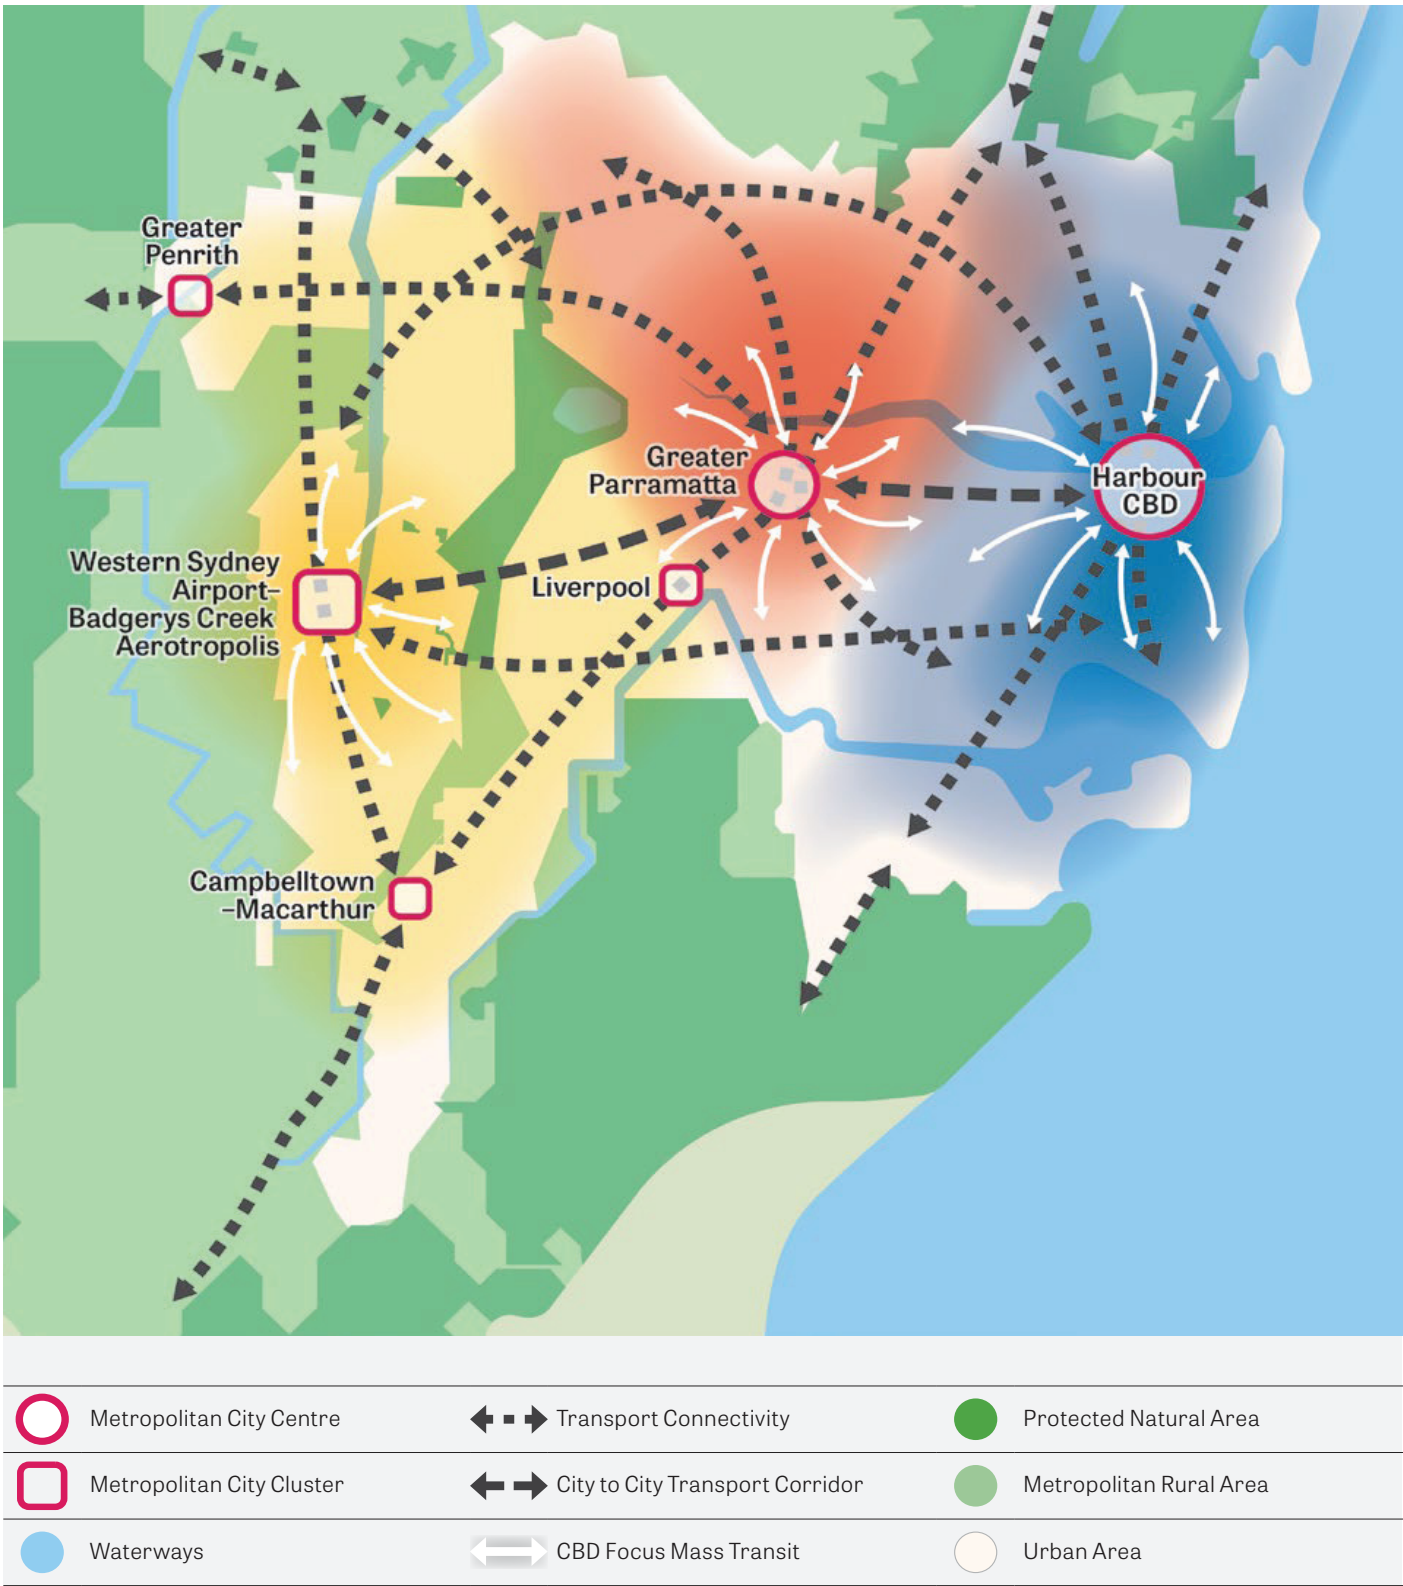 Greater
Penrith
Greater
Parramatta
Harbour
CBD
Western Sydney
Airport–
Badgerys Creek
Aerotropolis
Liverpool
Campbelltown
–Macarthur
Metropolitan City Centre
Transport Connectivity
Protected Natural Area
Metropolitan City Cluster
City to City Transport Corridor
Metropolitan Rural Area
Waterways
CBD Focus Mass Transit
Urban Area